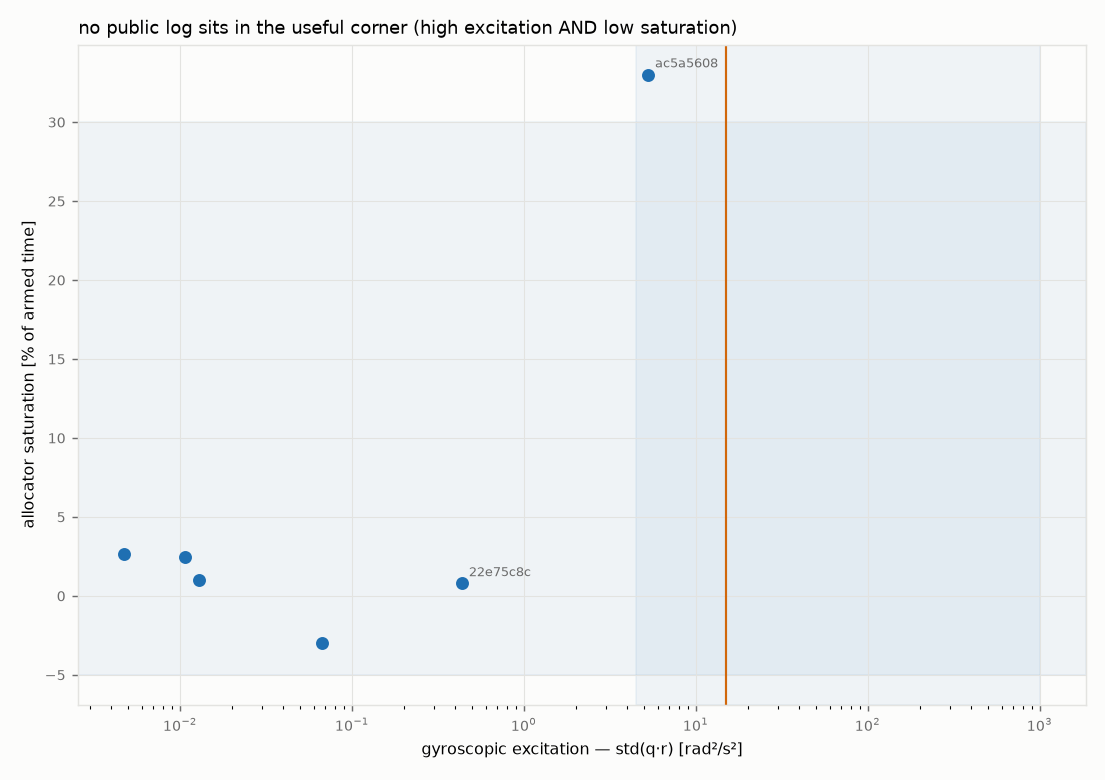 no public log sits in the useful corner (high excitation AND low saturation)
ac5a5608
30
25
20
15
10
5
0
−5
22e75c8c
allocator saturation [% of armed time]
10⁻²
10⁻¹
10⁰
10¹
10²
10³
gyroscopic excitation — std(q·r) [rad²/s²]